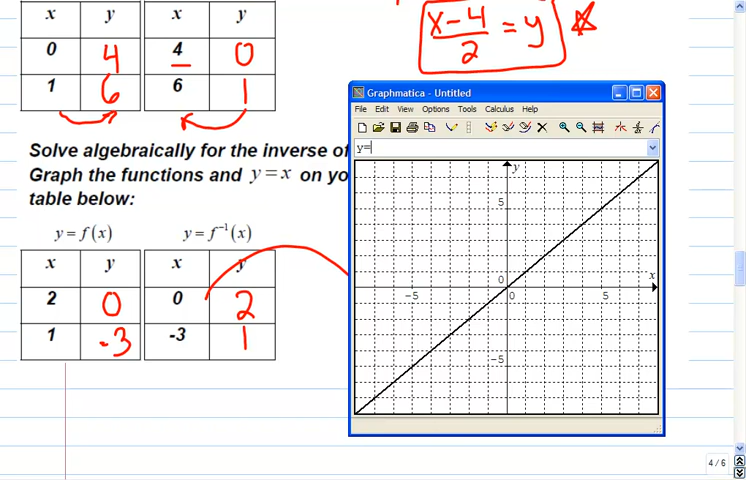 x y x y
0 4 4 0
1 6 6 1
x-4/2 = y
Solve algebraically for the inverse of
Graph the functions and y = x on yo
table below:
y = f(x) y = f⁻¹(x)
x y x y
2 0 0 2
1 -3 -3 1
Graphmatica - Untitled
File Edit View Options Tools Calculus Help
y=
y
5
0 x
-5 0 5
-5
4 / 6